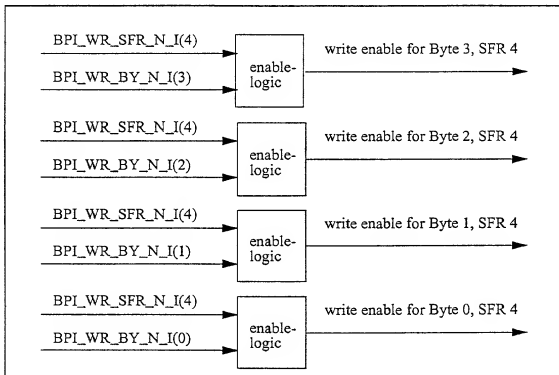 BPI_WR_SFR_N_I(4)
BPI_WR_BY_N_I(3)
enable-
logic
write enable for Byte 3, SFR 4
BPI_WR_SFR_N_I(4)
BPI_WR_BY_N_I(2)
enable-
logic
write enable for Byte 2, SFR 4
BPI_WR_SFR_N_I(4)
BPI_WR_BY_N_I(1)
enable-
logic
write enable for Byte 1, SFR 4
BPI_WR_SFR_N_I(4)
BPI_WR_BY_N_I(0)
enable-
logic
write enable for Byte 0, SFR 4